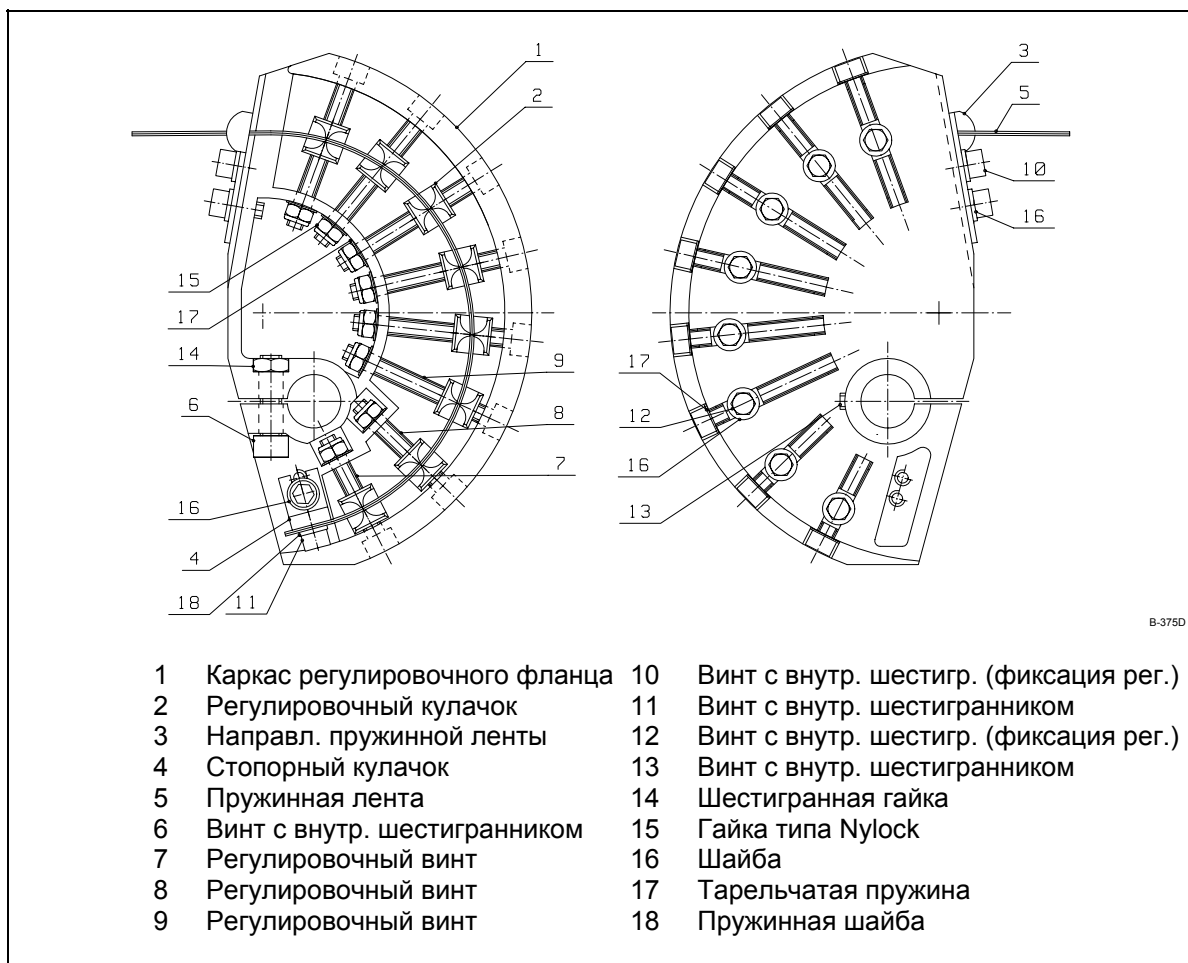 1
2
3
5
10
16
15
17
14
6
16
4
18 11
9
8
7
17
12
16
13
B-375D
1 Каркас регулировочного фланца
2 Регулировочный кулачок
3 Направл. пружинной ленты
4 Стопорный кулачок
5 Пружинная лента
6 Винт с внутр. шестигранником
7 Регулировочный винт
8 Регулировочный винт
9 Регулировочный винт
10 Винт с внутр. шестигр. (фиксация рег.)
11 Винт с внутр. шестигранником
12 Винт с внутр. шестигр. (фиксация рег.)
13 Винт с внутр. шестигранником
14 Шестигранная гайка
15 Гайка типа Nylock
16 Шайба
17 Тарельчатая пружина
18 Пружинная шайба